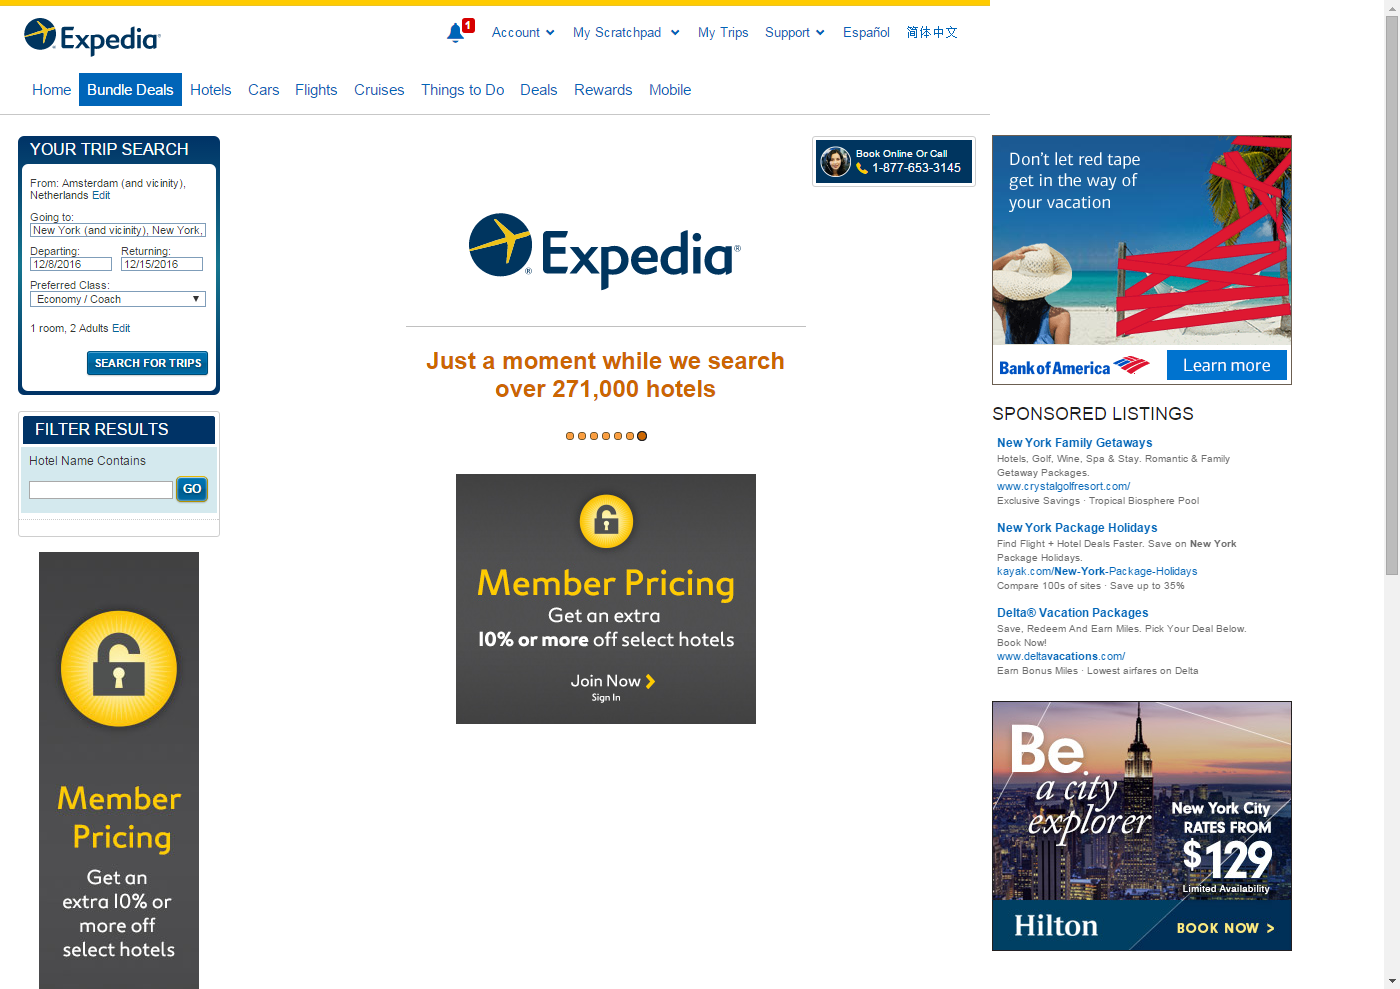 Expedia
1
Account
My Scratchpad
My Trips
Support
Español
简体中文
Home
Bundle Deals
Hotels
Cars
Flights
Cruises
Things to Do
Deals
Rewards
Mobile
YOUR TRIP SEARCH
From: Amsterdam (and vicinity),
Netherlands Edit
Going to:
New York (and vicinity), New York,
Departing: Returning:
12/8/2016 12/15/2016
Preferred Class:
Economy / Coach
1 room, 2 Adults Edit
SEARCH FOR TRIPS
FILTER RESULTS
Hotel Name Contains
GO
Member
Pricing
Get an
extra 10% or
more off
select hotels
Book Online Or Call
1-877-653-3145
Expedia®
Just a moment while we search
over 271,000 hotels
Member Pricing
Get an extra
10% or more off select hotels
Join Now
Sign In
Don't let red tape
get in the way of
your vacation
Bank of America
Learn more
SPONSORED LISTINGS
New York Family Getaways
Hotels, Golf, Wine, Spa & Stay. Romantic & Family
Getaway Packages.
www.crystalgolfresort.com/
Exclusive Savings · Tropical Biosphere Pool
New York Package Holidays
Find Flight + Hotel Deals Faster. Save on New York
Package Holidays.
kayak.com/New-York-Package-Holidays
Compare 100s of sites · Save up to 35%
Delta® Vacation Packages
Save, Redeem And Earn Miles. Pick Your Deal Below.
Book Now!
www.deltavacations.com/
Earn Bonus Miles · Lowest airfares on Delta
Be
a city
explorer
New York City
RATES FROM
$129
Limited Availability
Hilton
BOOK NOW >